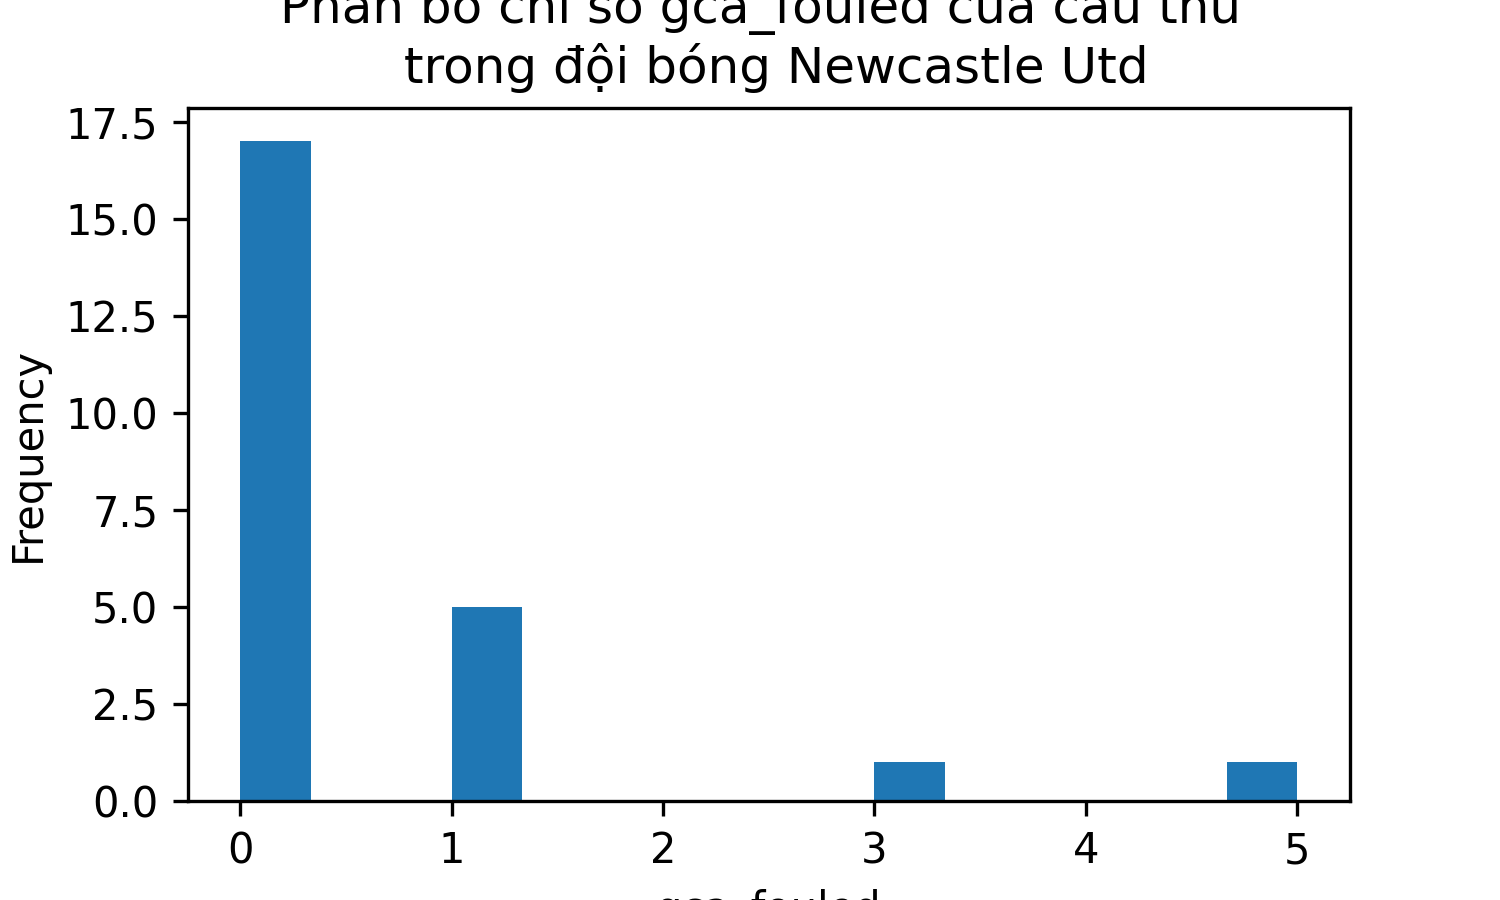 Phân bố chỉ số gca_fouled của cầu thủ
trong đội bóng Newcastle Utd
17.5
15.0
12.5
10.0
7.5
5.0
2.5
0.0
Frequency
0 1 2 3 4 5
gca_fouled